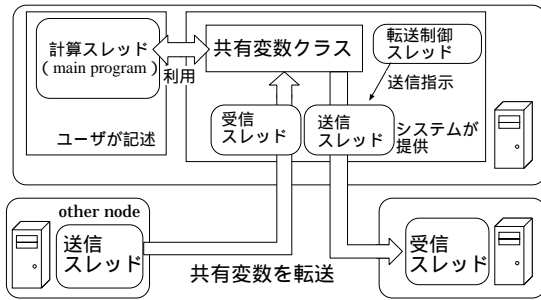 計算スレッド
( main program )
利用
共有変数クラス
転送制御
スレッド
送信指示
受信
スレッド
送信
スレッド
システムが
提供
ユーザが記述
other node
送信
スレッド
共有変数を転送
受信
スレッド